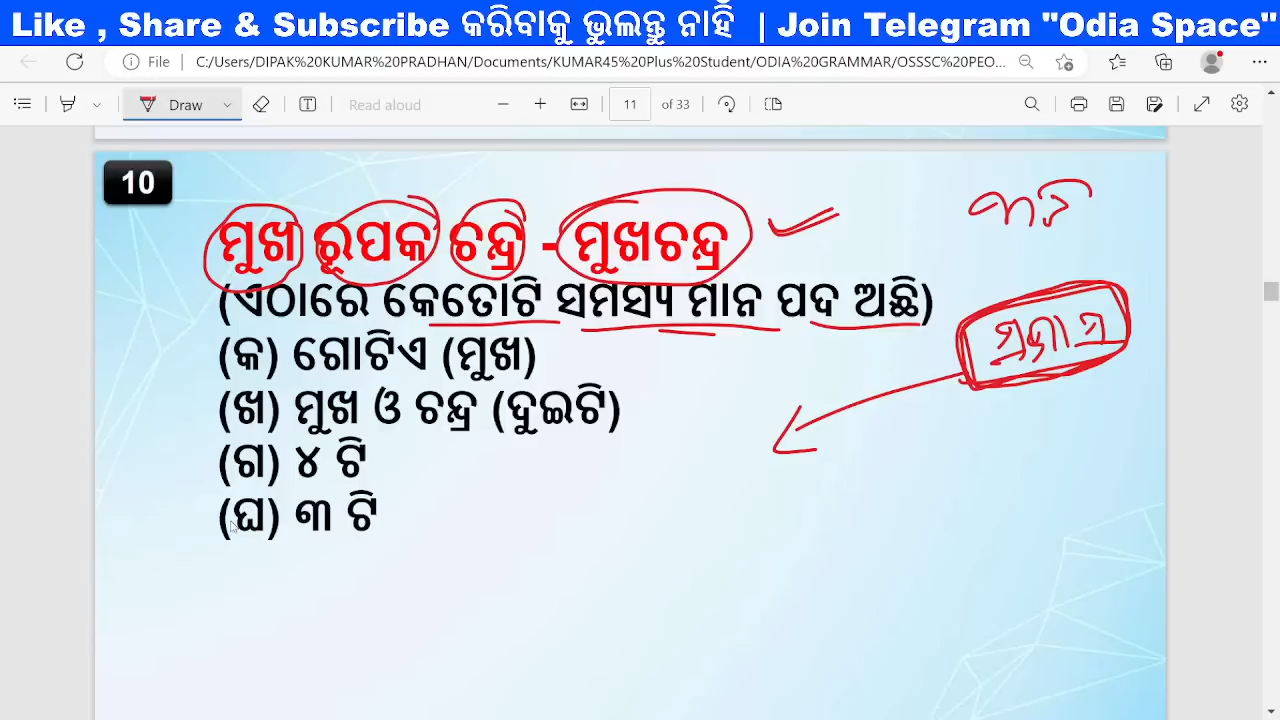 Like , Share & Subscribe କରିବାକୁ ଭୁଲନ୍ତୁ ନାହିଁ | Join Telegram "Odia Space"
File C:/Users/DIPAK%20KUMAR%20PRADHAN/Documents/KUMAR45%20Plus%20Student/ODIA%20GRAMMAR/OSSSC%20PEO...
Draw Read aloud 11 of 33
10
ମୁଖ ରୂପକ ଚନ୍ଦ୍ର - ମୁଖଚନ୍ଦ୍ର
(ଏଠାରେ କେତୋଟି ସମସ୍ୟ ମାନ ପଦ ଅଛି)
(କ) ଗୋଟିଏ (ମୁଖ)
(ଖ) ମୁଖ ଓ ଚନ୍ଦ୍ର (ଦୁଇଟି)
(ଗ) ୪ ଟି
(ଘ) ୩ ଟି